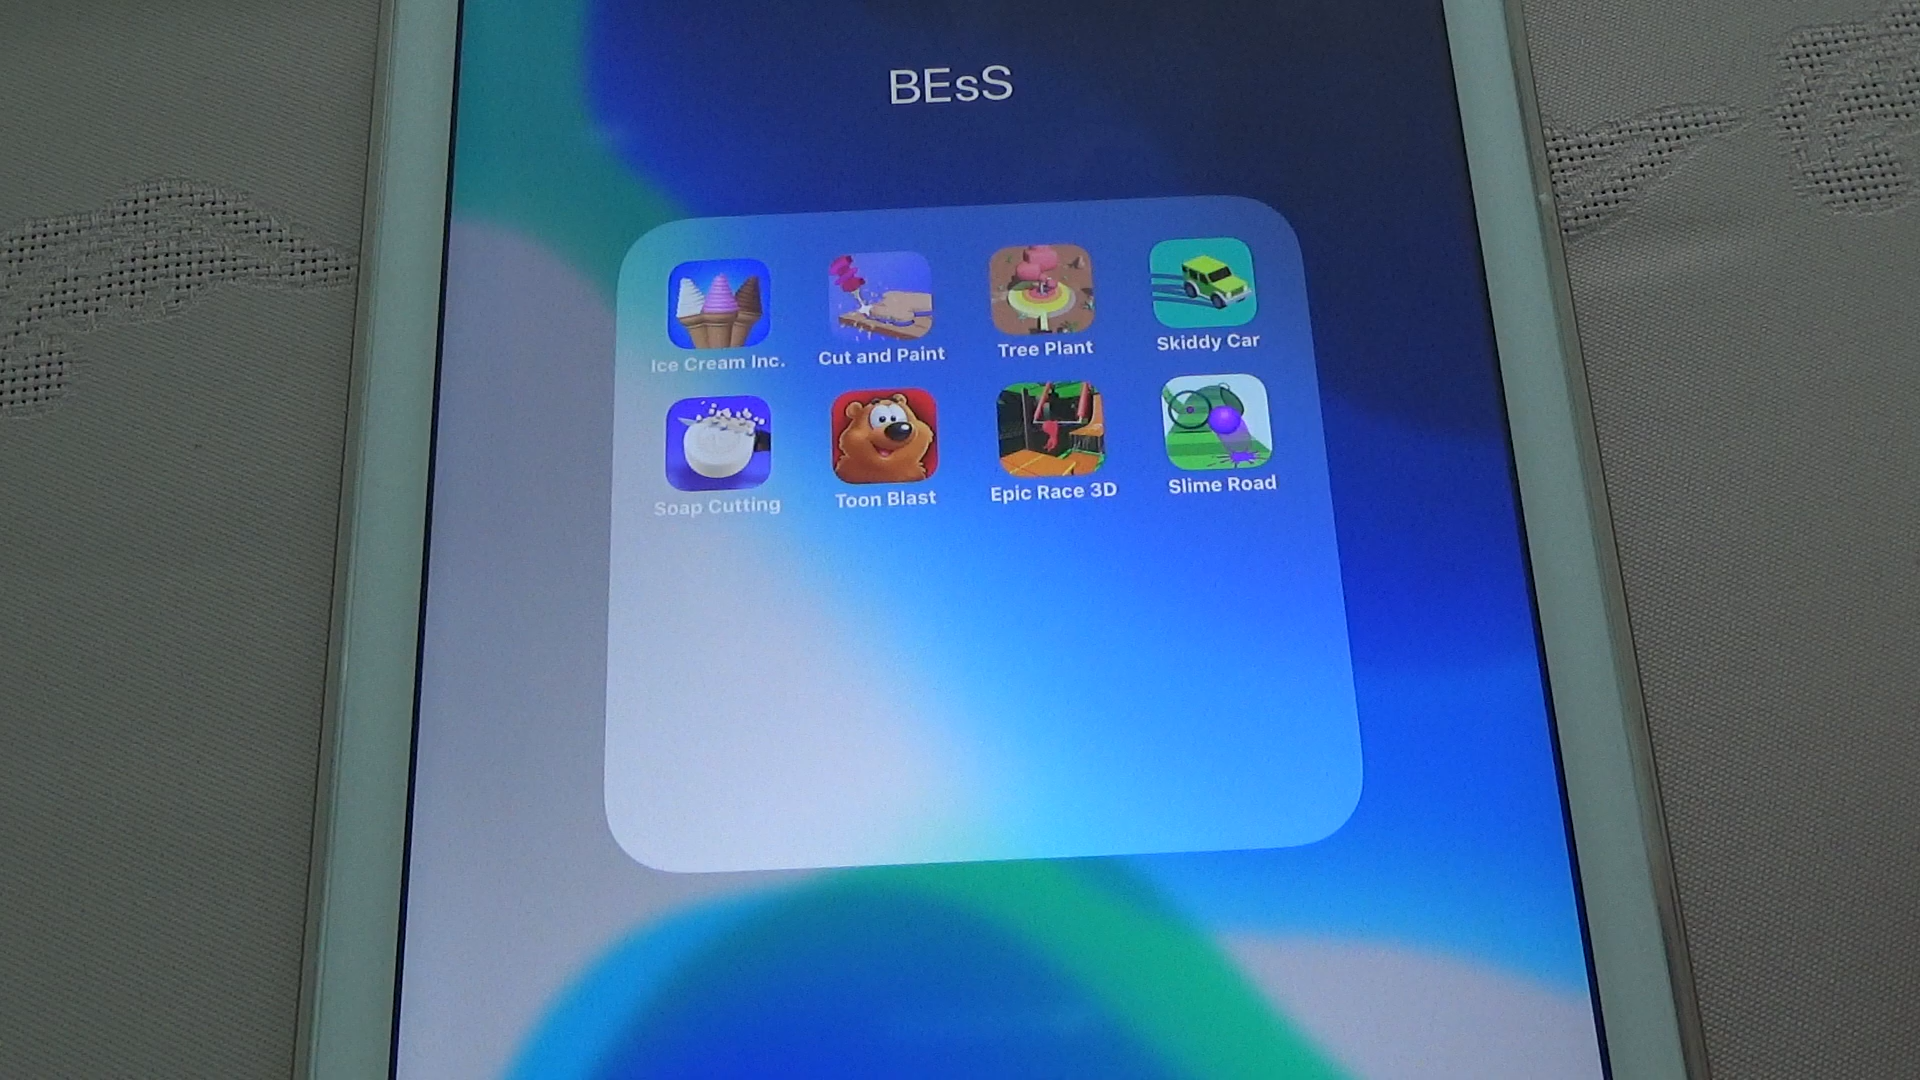 BEsS
Ice Cream Inc.
Cut and Paint
Tree Plant
Skiddy Car
Soap Cutting
Toon Blast
Epic Race 3D
Slime Road